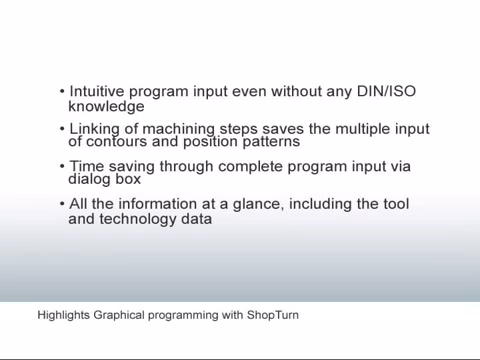 • Intuitive program input even without any DIN/ISO
knowledge
• Linking of machining steps saves the multiple input
of contours and position patterns
• Time saving through complete program input via
dialog box
• All the information at a glance, including the tool
and technology data
Highlights Graphical programming with ShopTurn